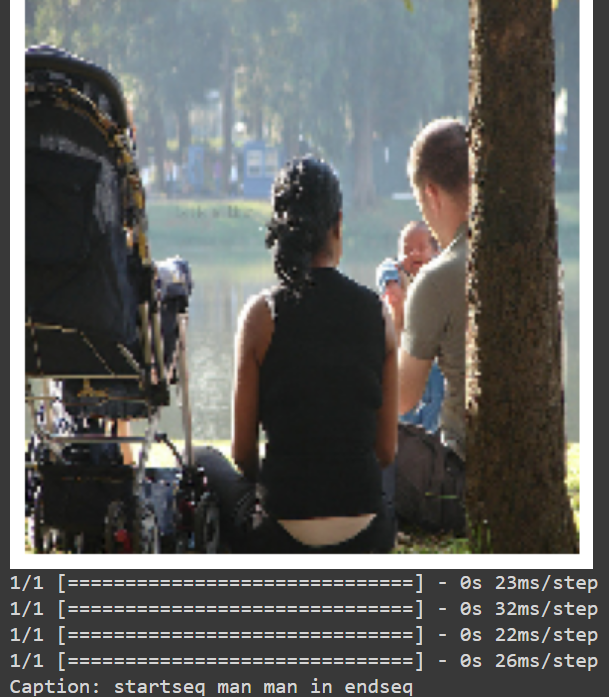 1/1 [==============================] - 0s 23ms/step
1/1 [==============================] - 0s 32ms/step
1/1 [==============================] - 0s 22ms/step
1/1 [==============================] - 0s 26ms/step
Caption: startseq man man in endseq